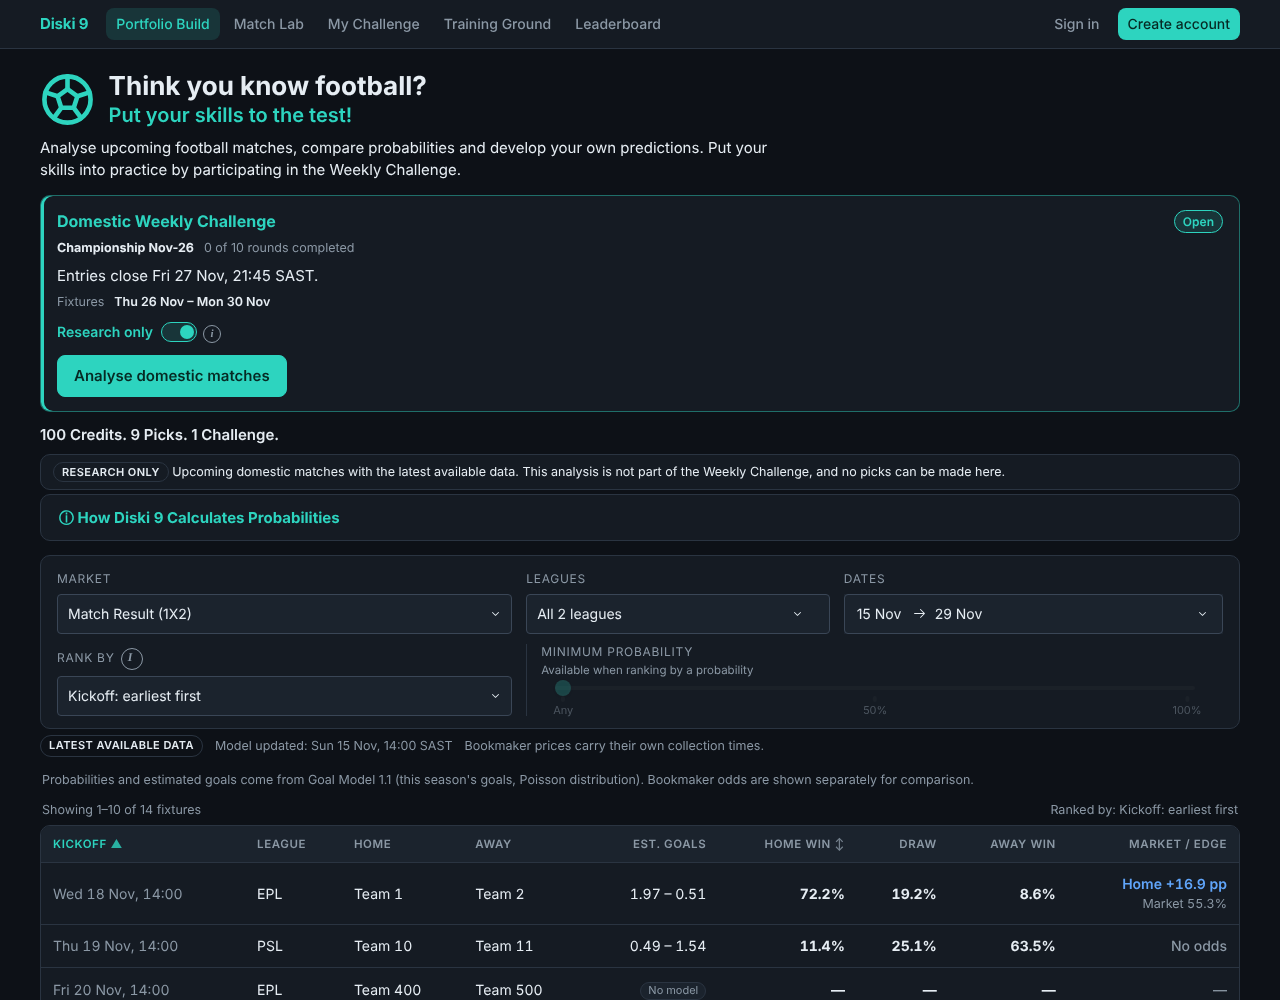 Diski 9 Portfolio Build Match Lab My Challenge Training Ground Leaderboard Sign in Create account
Think you know football?
Put your skills to the test!
Analyse upcoming football matches, compare probabilities and develop your own predictions. Put your
skills into practice by participating in the Weekly Challenge.
Domestic Weekly Challenge Open
Championship Nov-26 0 of 10 rounds completed
Entries close Fri 27 Nov, 21:45 SAST.
Fixtures Thu 26 Nov – Mon 30 Nov
Research only i
Analyse domestic matches
100 Credits. 9 Picks. 1 Challenge.
RESEARCH ONLY Upcoming domestic matches with the latest available data. This analysis is not part of the Weekly Challenge, and no picks can be made here.
ⓘ How Diski 9 Calculates Probabilities
MARKET LEAGUES DATES
Match Result (1X2) All 2 leagues 15 Nov → 29 Nov
RANK BY i MINIMUM PROBABILITY
Available when ranking by a probability
Kickoff: earliest first
Any 50% 100%
LATEST AVAILABLE DATA Model updated: Sun 15 Nov, 14:00 SAST Bookmaker prices carry their own collection times.
Probabilities and estimated goals come from Goal Model 1.1 (this season's goals, Poisson distribution). Bookmaker odds are shown separately for comparison.
Showing 1–10 of 14 fixtures Ranked by: Kickoff: earliest first
KICKOFF ▲ LEAGUE HOME AWAY EST. GOALS HOME WIN ↕ DRAW AWAY WIN MARKET / EDGE
Wed 18 Nov, 14:00 EPL Team 1 Team 2 1.97 – 0.51 72.2% 19.2% 8.6% Home +16.9 pp
Market 55.3%
Thu 19 Nov, 14:00 PSL Team 10 Team 11 0.49 – 1.54 11.4% 25.1% 63.5% No odds
Fri 20 Nov, 14:00 EPL Team 400 Team 500 No model — — — —